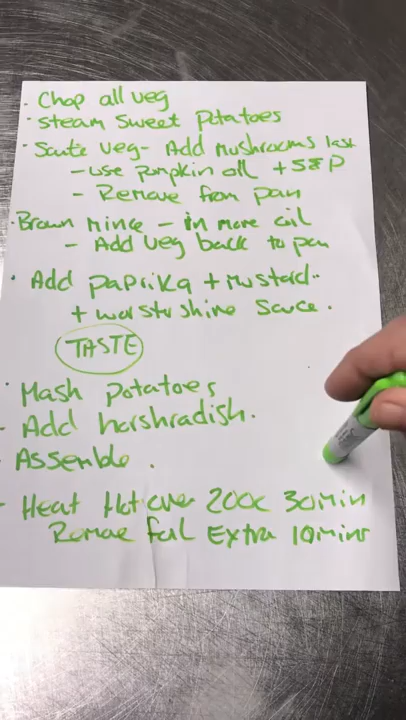 · Chop all veg
· Steam Sweet Potatoes
· Saute veg - Add Mushrooms last
- use Pumpkin oil + S & P
- Remove from pan
· Brown Mince - in more oil
- Add veg back to pan
· Add paprika + Mustard
+ worstushire Sauce.
TASTE
· Mash potatoes
- Add horshradish.
- Assemble.
- Heat Hot over 200c 30min
Remove foil Extra 10mins